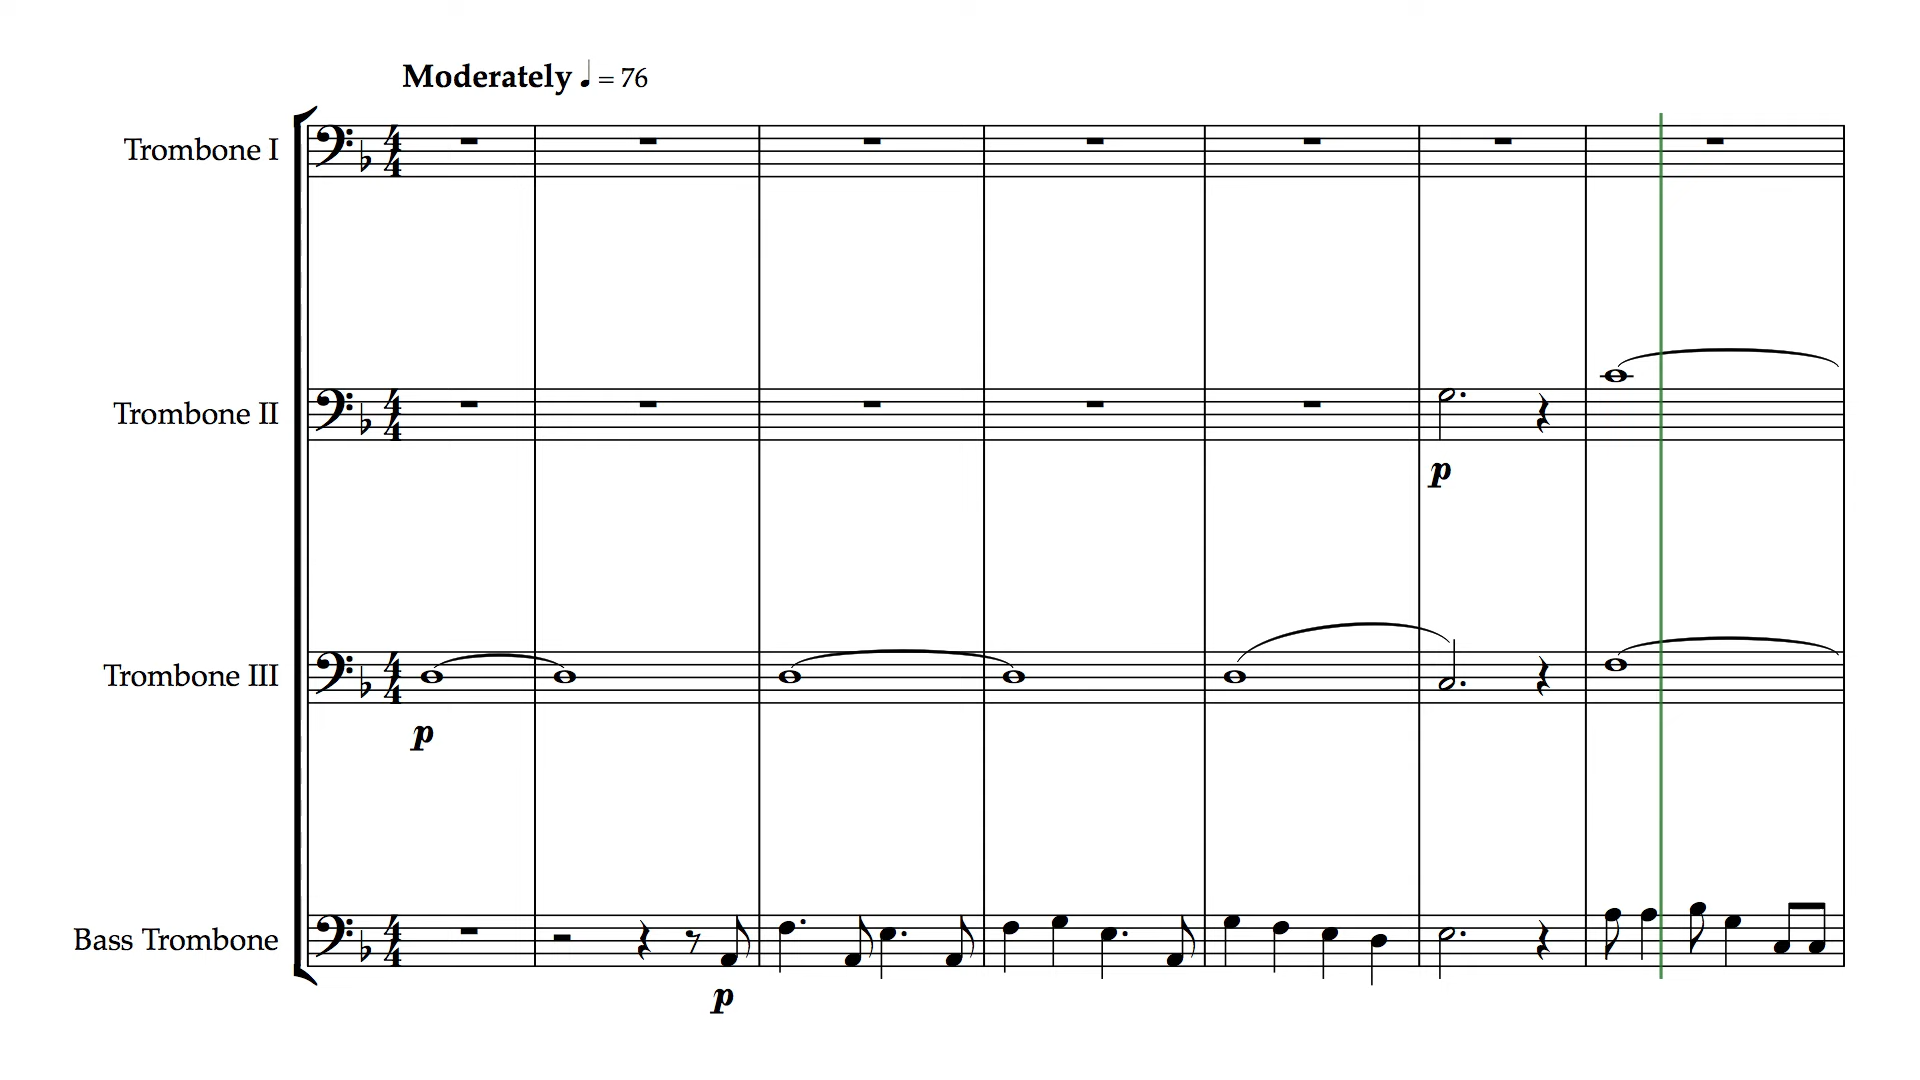 Moderately ♩ = 76
Trombone I
Trombone II
p
Trombone III
p
Bass Trombone
p